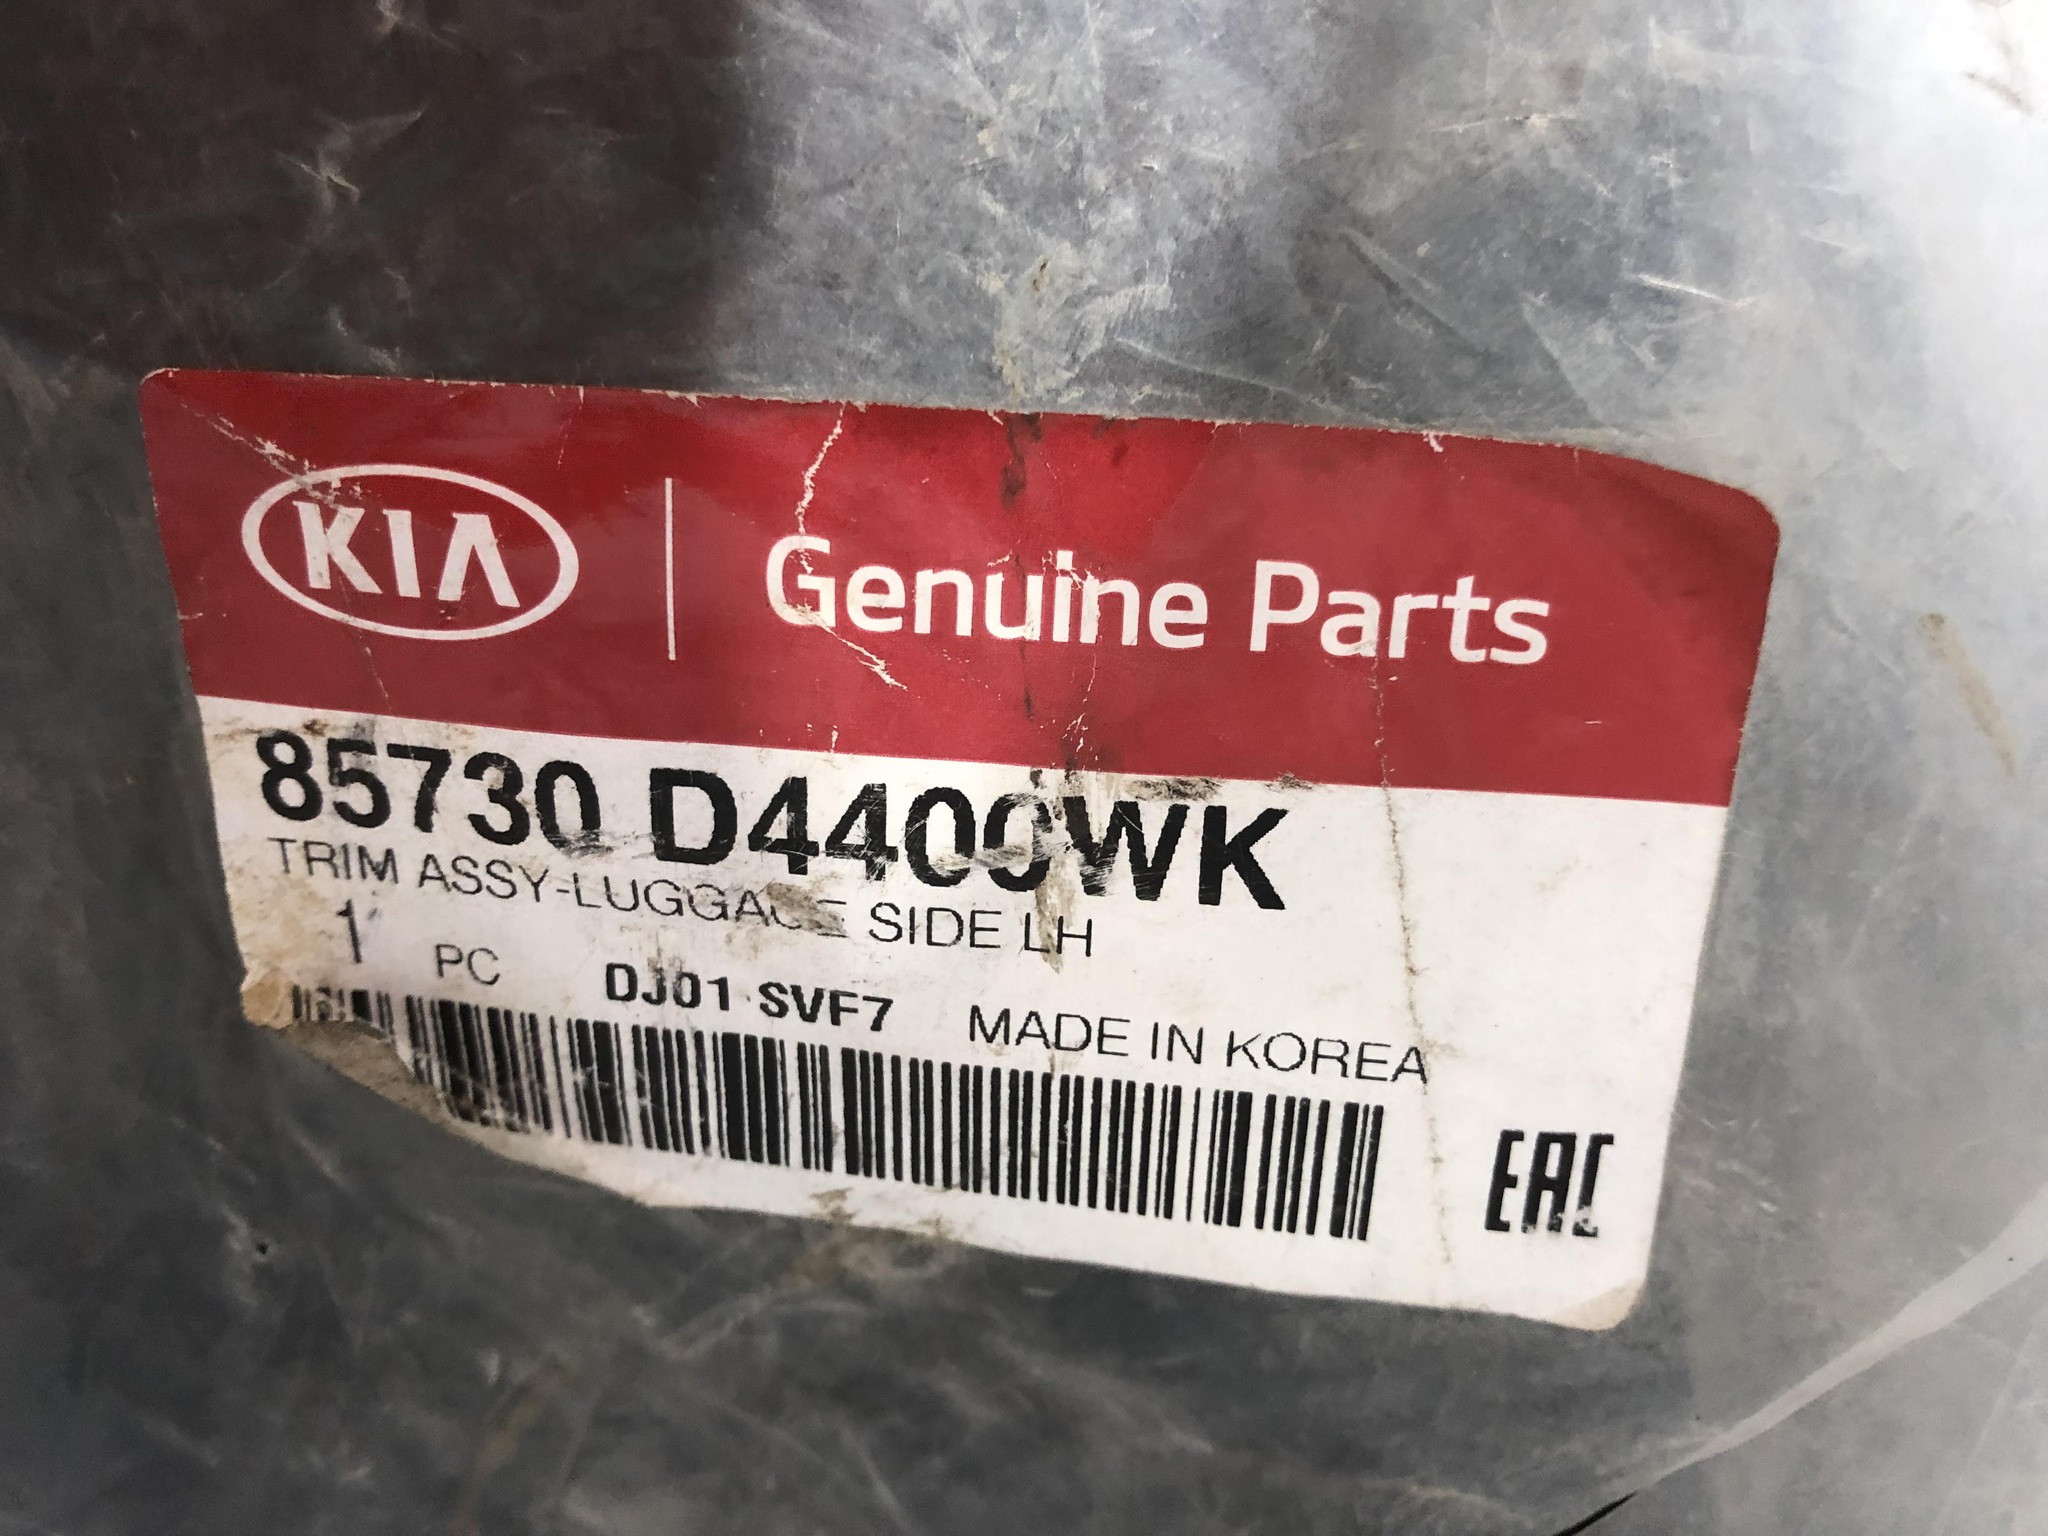 KIA Genuine Parts
85730 D4400WK
TRIM ASSY-LUGGAGE SIDE LH
1 PC DJ01 SVF7 MADE IN KOREA
EAC